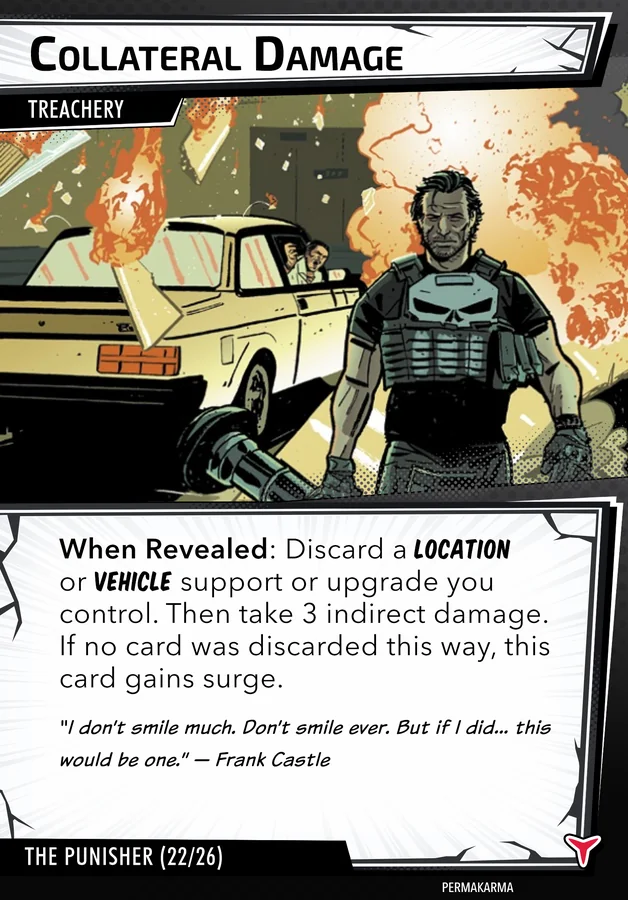 COLLATERAL DAMAGE
TREACHERY
When Revealed: Discard a LOCATION
or VEHICLE support or upgrade you
control. Then take 3 indirect damage.
If no card was discarded this way, this
card gains surge.
"I don't smile much. Don't smile ever. But if I did... this
would be one." — Frank Castle
THE PUNISHER (22/26)
PERMAKARMA